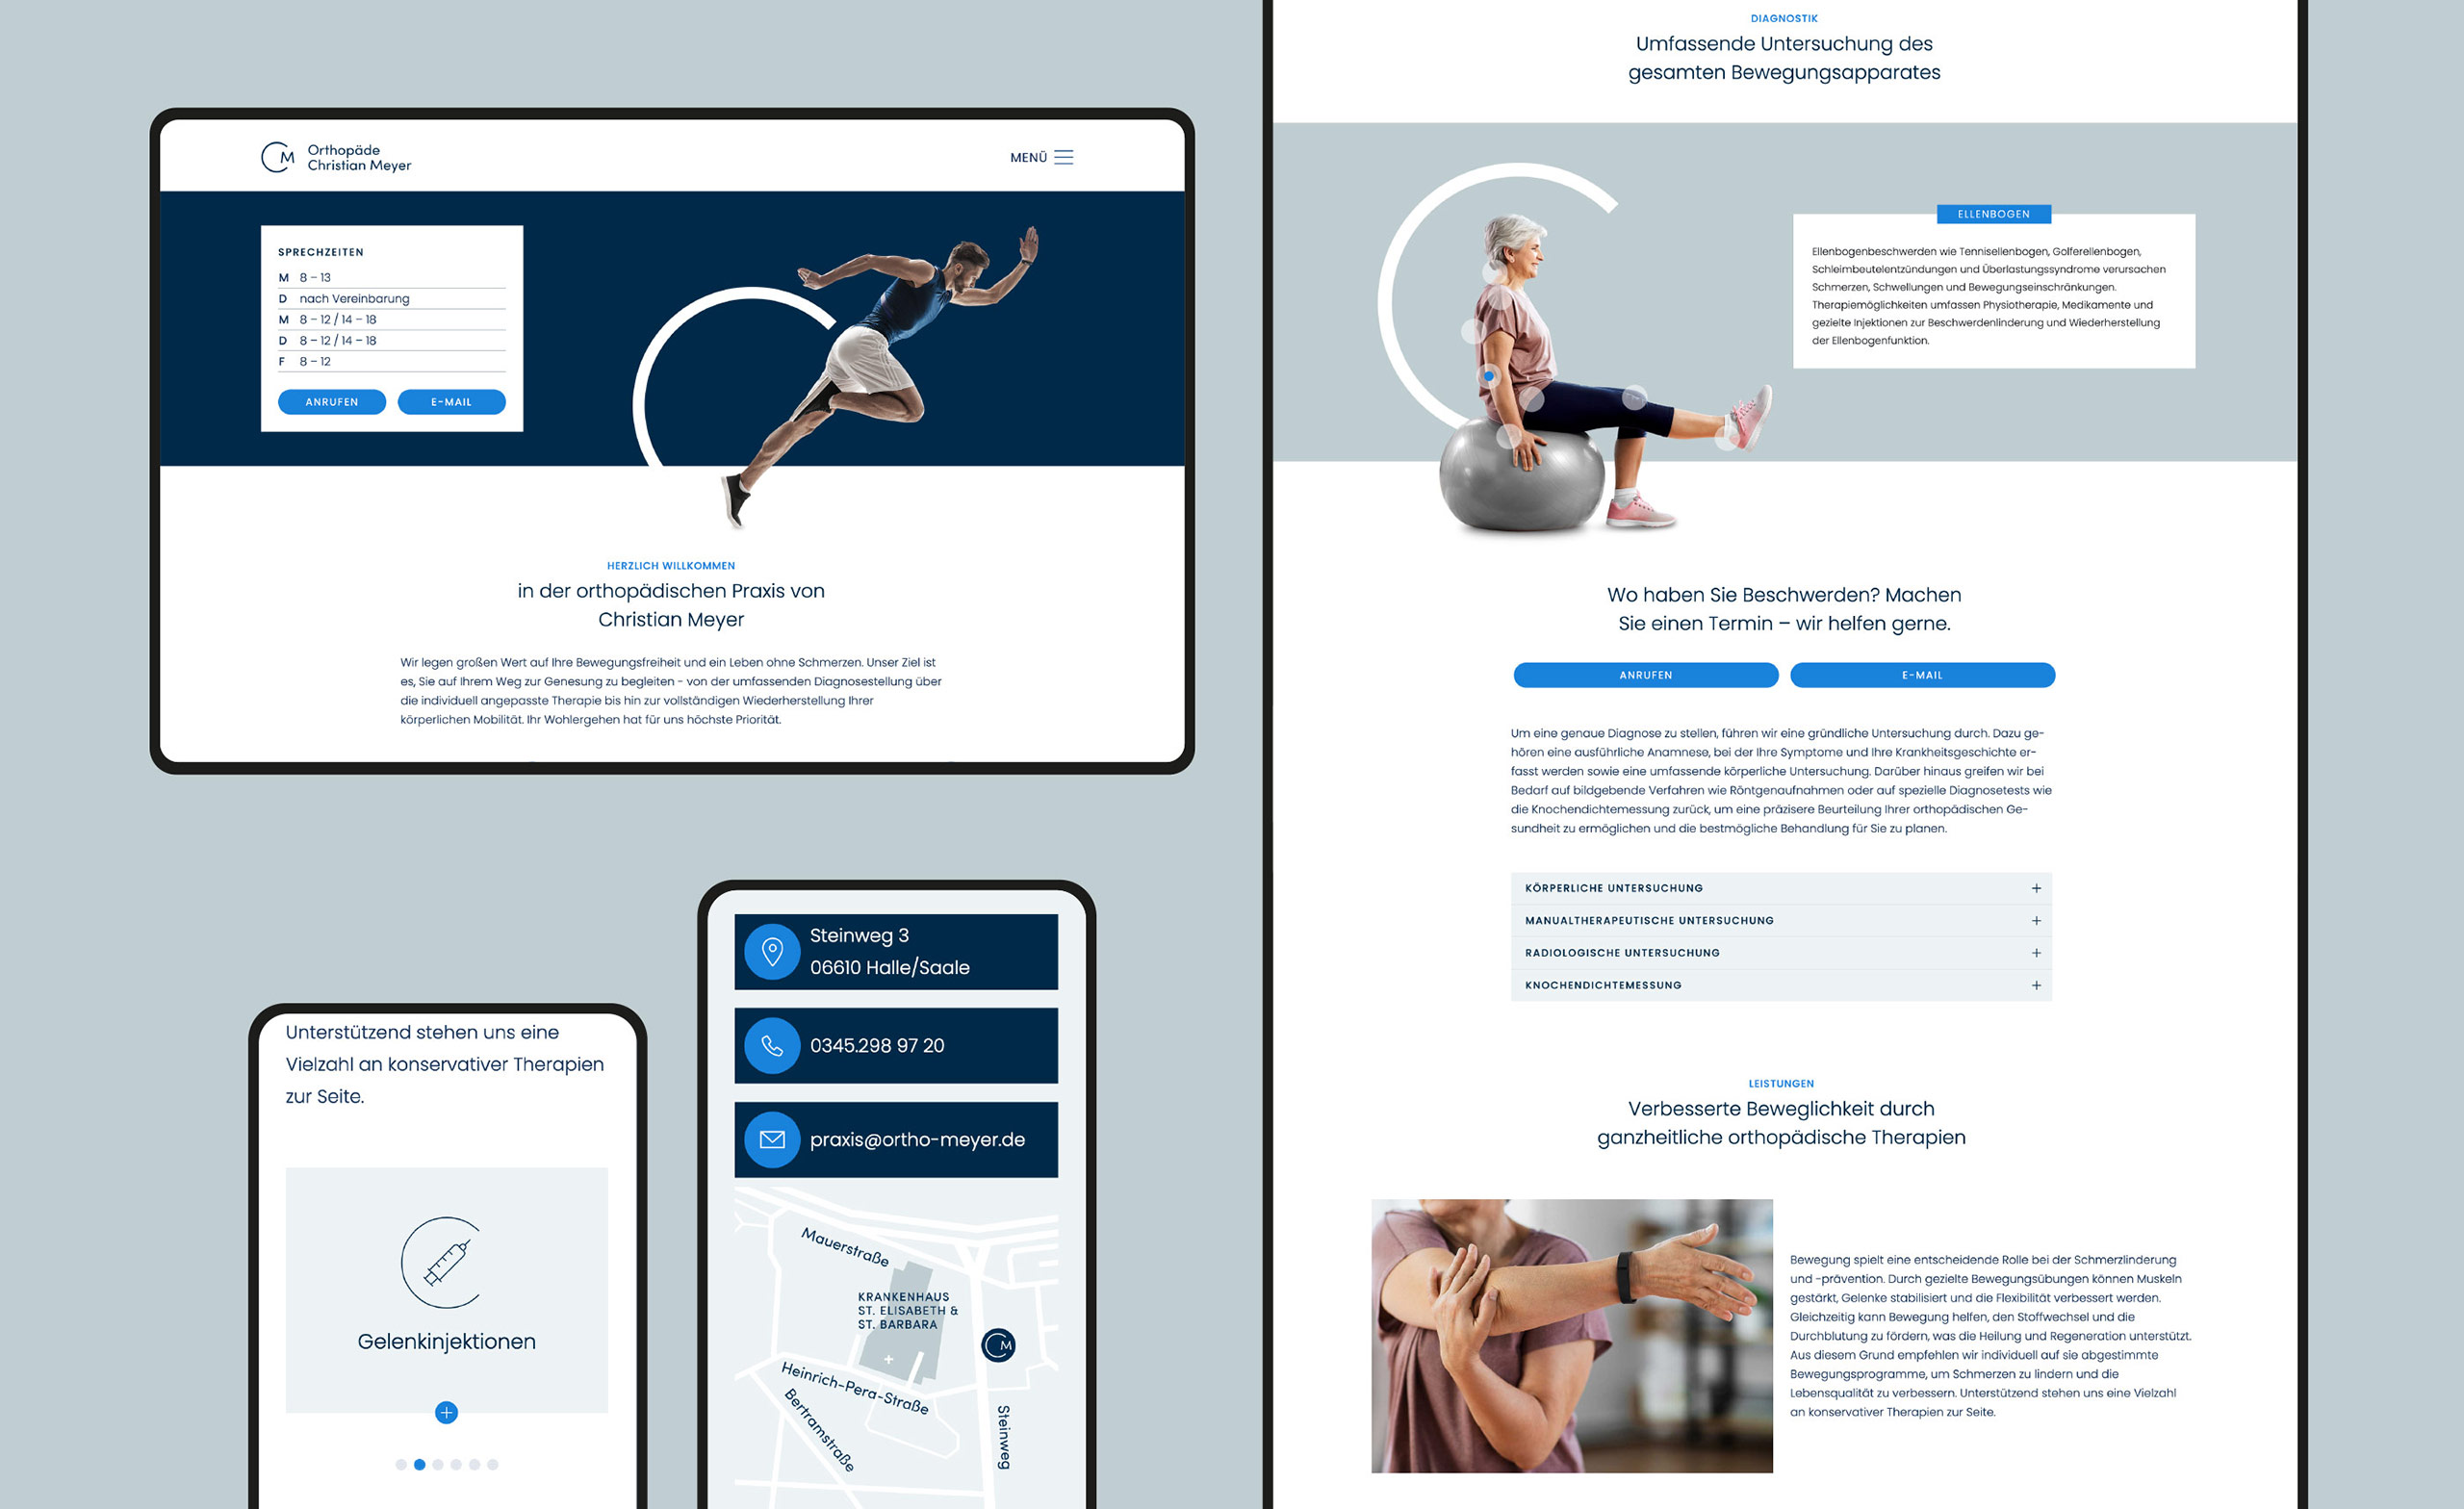 Orthopäde
Christian Meyer
MENÜ
SPRECHZEITEN
M 8 – 13
D nach Vereinbarung
M 8 – 12 / 14 – 18
D 8 – 12 / 14 – 18
F 8 – 12
ANRUFEN
E-MAIL
HERZLICH WILLKOMMEN
in der orthopädischen Praxis von
Christian Meyer
Wir legen großen Wert auf Ihre Bewegungsfreiheit und ein Leben ohne Schmerzen. Unser Ziel ist
es, Sie auf Ihrem Weg zur Genesung zu begleiten - von der umfassenden Diagnosestellung über
die individuell angepasste Therapie bis hin zur vollständigen Wiederherstellung Ihrer
körperlichen Mobilität. Ihr Wohlergehen hat für uns höchste Priorität.
Unterstützend stehen uns eine
Vielzahl an konservativer Therapien
zur Seite.
Gelenkinjektionen
Steinweg 3
06610 Halle/Saale
0345.298 97 20
praxis@ortho-meyer.de
Mauerstraße
KRANKENHAUS
ST. ELISABETH &
ST. BARBARA
CM
Heinrich-Pera-Straße
Bertramstraße
Steinweg
DIAGNOSTIK
Umfassende Untersuchung des
gesamten Bewegungsapparates
ELLENBOGEN
Ellenbogenbeschwerden wie Tennisellenbogen, Golferellenbogen,
Schleimbeutelentzündungen und Überlastungssyndrome verursachen
Schmerzen, Schwellungen und Bewegungseinschränkungen.
Therapiemöglichkeiten umfassen Physiotherapie, Medikamente und
gezielte Injektionen zur Beschwerdenlinderung und Wiederherstellung
der Ellenbogenfunktion.
Wo haben Sie Beschwerden? Machen
Sie einen Termin – wir helfen gerne.
ANRUFEN
E-MAIL
Um eine genaue Diagnose zu stellen, führen wir eine gründliche Untersuchung durch. Dazu ge-
hören eine ausführliche Anamnese, bei der Ihre Symptome und Ihre Krankheitsgeschichte er-
fasst werden sowie eine umfassende körperliche Untersuchung. Darüber hinaus greifen wir bei
Bedarf auf bildgebende Verfahren wie Röntgenaufnahmen oder auf spezielle Diagnosetests wie
die Knochendichtemessung zurück, um eine präzisere Beurteilung Ihrer orthopädischen Ge-
sundheit zu ermöglichen und die bestmögliche Behandlung für Sie zu planen.
KÖRPERLICHE UNTERSUCHUNG
MANUALTHERAPEUTISCHE UNTERSUCHUNG
RADIOLOGISCHE UNTERSUCHUNG
KNOCHENDICHTEMESSUNG
LEISTUNGEN
Verbesserte Beweglichkeit durch
ganzheitliche orthopädische Therapien
Bewegung spielt eine entscheidende Rolle bei der Schmerzlinderung
und -prävention. Durch gezielte Bewegungsübungen können Muskeln
gestärkt, Gelenke stabilisiert und die Flexibilität verbessert werden.
Gleichzeitig kann Bewegung helfen, den Stoffwechsel und die
Durchblutung zu fördern, was die Heilung und Regeneration unterstützt.
Aus diesem Grund empfehlen wir individuell auf sie abgestimmte
Bewegungsprogramme, um Schmerzen zu lindern und die
Lebensqualität zu verbessern. Unterstützend stehen uns eine Vielzahl
an konservativer Therapien zur Seite.